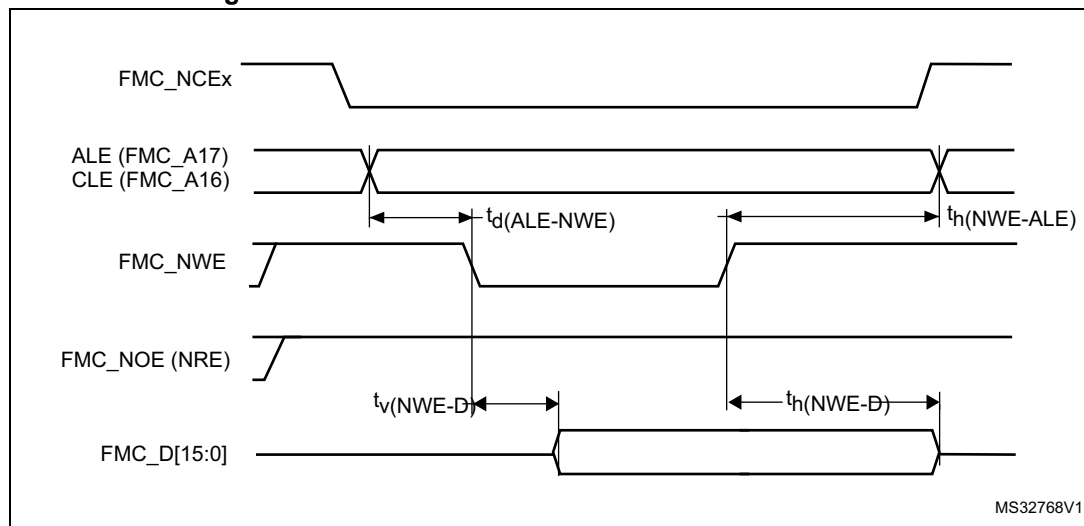 g
FMC_NCEx
ALE (FMC_A17)
CLE (FMC_A16)
td(ALE-NWE)
th(NWE-ALE)
FMC_NWE
FMC_NOE (NRE)
tv(NWE-D)
th(NWE-D)
FMC_D[15:0]
MS32768V1